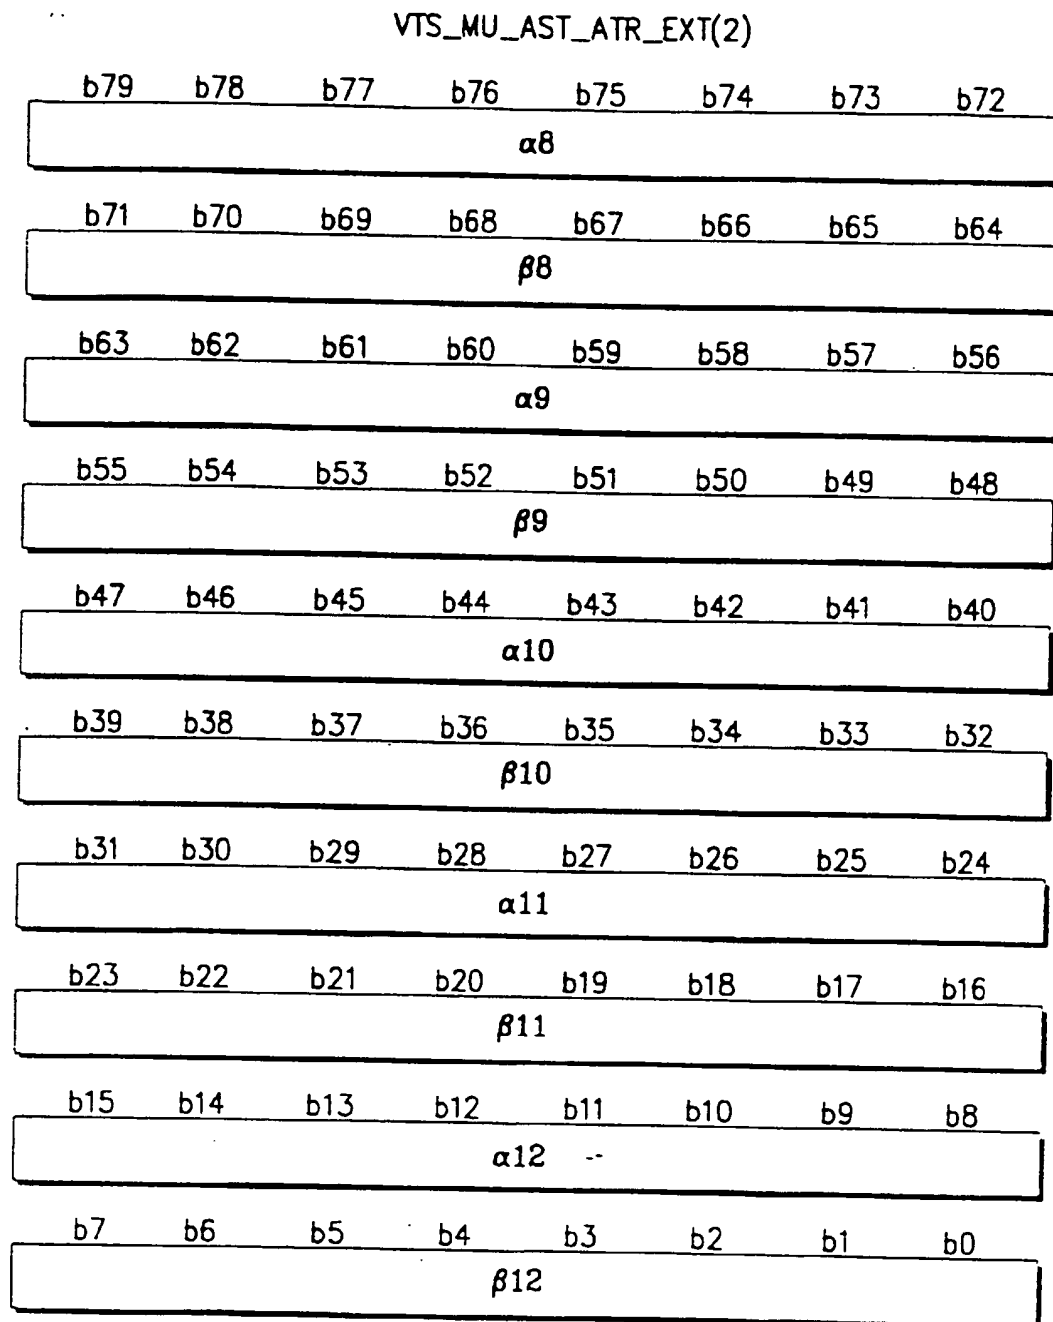 VTS_MU_AST_ATR_EXT(2)
b79 b78 b77 b76 b75 b74 b73 b72
α8
b71 b70 b69 b68 b67 b66 b65 b64
β8
b63 b62 b61 b60 b59 b58 b57 b56
α9
b55 b54 b53 b52 b51 b50 b49 b48
β9
b47 b46 b45 b44 b43 b42 b41 b40
α10
b39 b38 b37 b36 b35 b34 b33 b32
β10
b31 b30 b29 b28 b27 b26 b25 b24
α11
b23 b22 b21 b20 b19 b18 b17 b16
β11
b15 b14 b13 b12 b11 b10 b9 b8
α12
b7 b6 b5 b4 b3 b2 b1 b0
β12